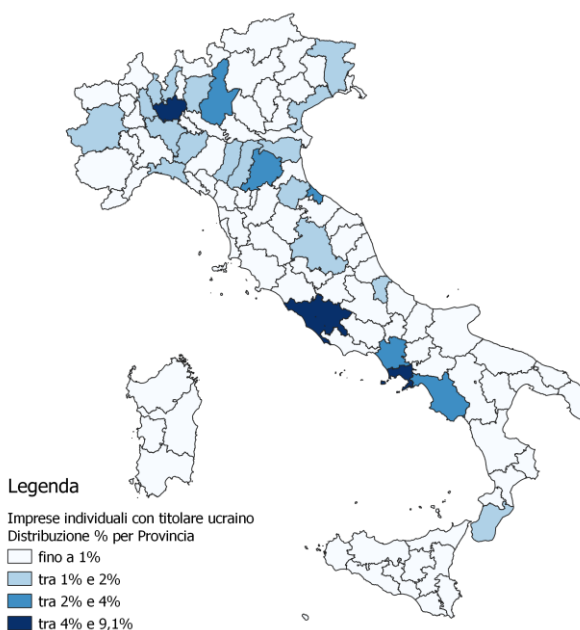 Legenda
Imprese individuali con titolare ucraino
Distribuzione % per Provincia
fino a 1%
tra 1% e 2%
tra 2% e 4%
tra 4% e 9,1%